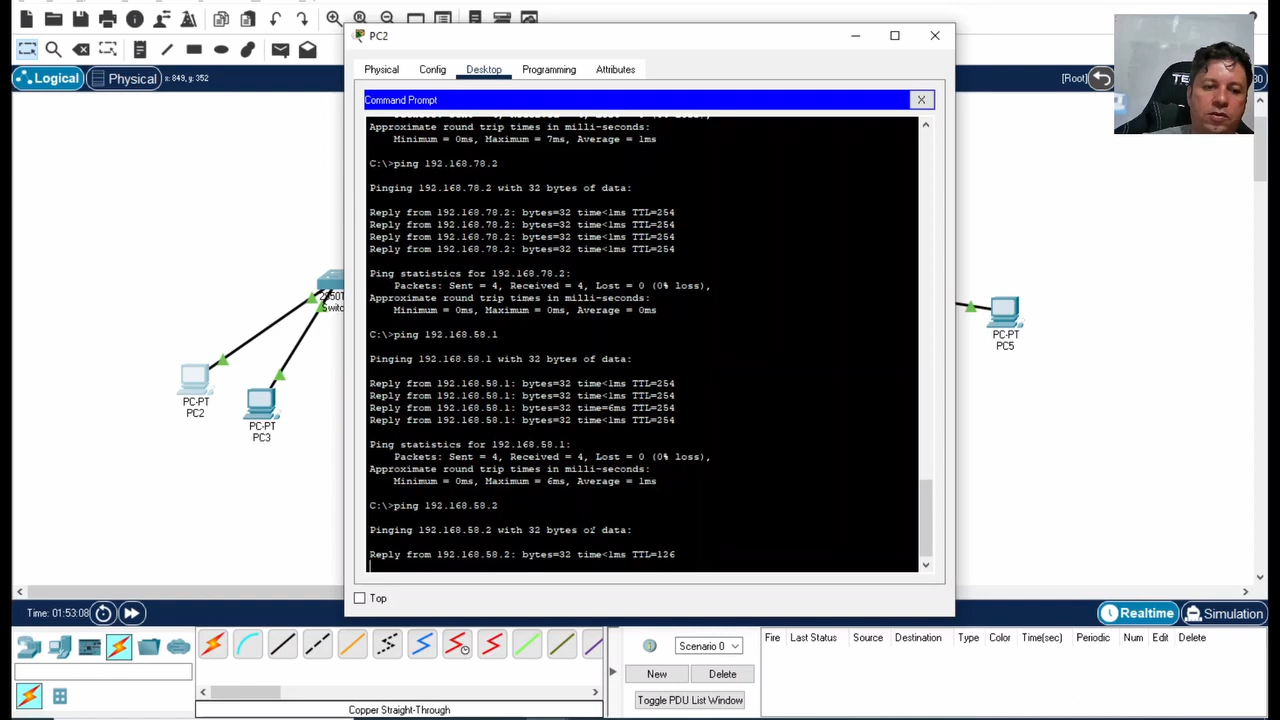 PC2
Logical
Physical
x: 849, y: 352
[Root]
Physical
Config
Desktop
Programming
Attributes
Command Prompt
X
Approximate round trip times in milli-seconds:
Minimum = 0ms, Maximum = 7ms, Average = 1ms
C:\>ping 192.168.78.2
Pinging 192.168.78.2 with 32 bytes of data:
Reply from 192.168.78.2: bytes=32 time<1ms TTL=254
Reply from 192.168.78.2: bytes=32 time<1ms TTL=254
Reply from 192.168.78.2: bytes=32 time<1ms TTL=254
Reply from 192.168.78.2: bytes=32 time<1ms TTL=254
Ping statistics for 192.168.78.2:
Packets: Sent = 4, Received = 4, Lost = 0 (0% loss),
Approximate round trip times in milli-seconds:
Minimum = 0ms, Maximum = 0ms, Average = 0ms
C:\>ping 192.168.58.1
Pinging 192.168.58.1 with 32 bytes of data:
Reply from 192.168.58.1: bytes=32 time<1ms TTL=254
Reply from 192.168.58.1: bytes=32 time<1ms TTL=254
Reply from 192.168.58.1: bytes=32 time=6ms TTL=254
Reply from 192.168.58.1: bytes=32 time<1ms TTL=254
Ping statistics for 192.168.58.1:
Packets: Sent = 4, Received = 4, Lost = 0 (0% loss),
Approximate round trip times in milli-seconds:
Minimum = 0ms, Maximum = 6ms, Average = 1ms
C:\>ping 192.168.58.2
Pinging 192.168.58.2 with 32 bytes of data:
Reply from 192.168.58.2: bytes=32 time<1ms TTL=126
Top
PC-PT
PC2
PC-PT
PC3
PC-PT
PC5
Time: 01:53:08
Realtime
Simulation
Scenario 0
New
Delete
Toggle PDU List Window
Fire Last Status Source Destination Type Color Time(sec) Periodic Num Edit Delete
Copper Straight-Through